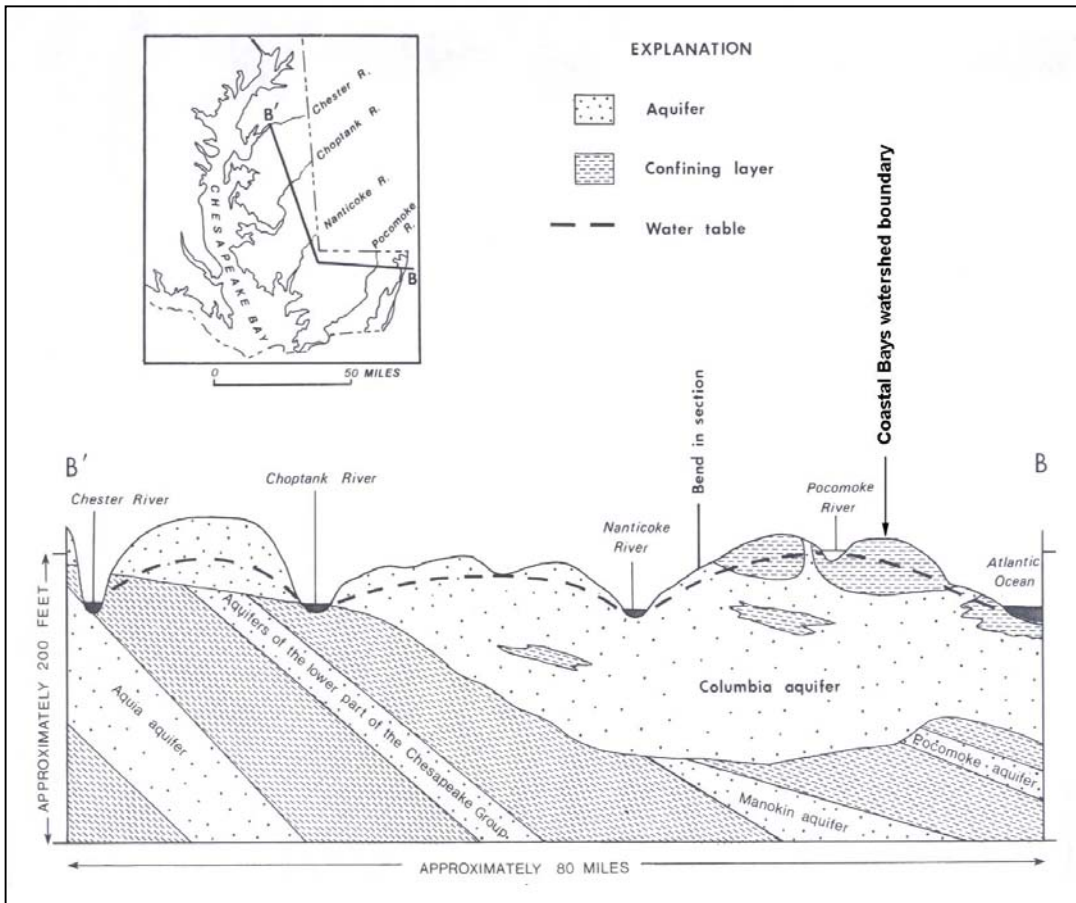 EXPLANATION
Aquifer
Confining layer
Water table
B'
Chester R.
Choptank R.
Nanticoke R.
Pocomoke
R.
CHESAPEAKE BAY
B
0 50 MILES
Coastal Bays watershed boundary
Bend in section
B'
B
Chester River
Choptank River
Nanticoke
River
Pocomoke
River
Atlantic
Ocean
APPROXIMATELY 200 FEET
Aquia aquifer
Aquifers of the lower part of the Chesapeake Group
Columbia aquifer
Manokin aquifer
Pocomoke aquifer
APPROXIMATELY 80 MILES